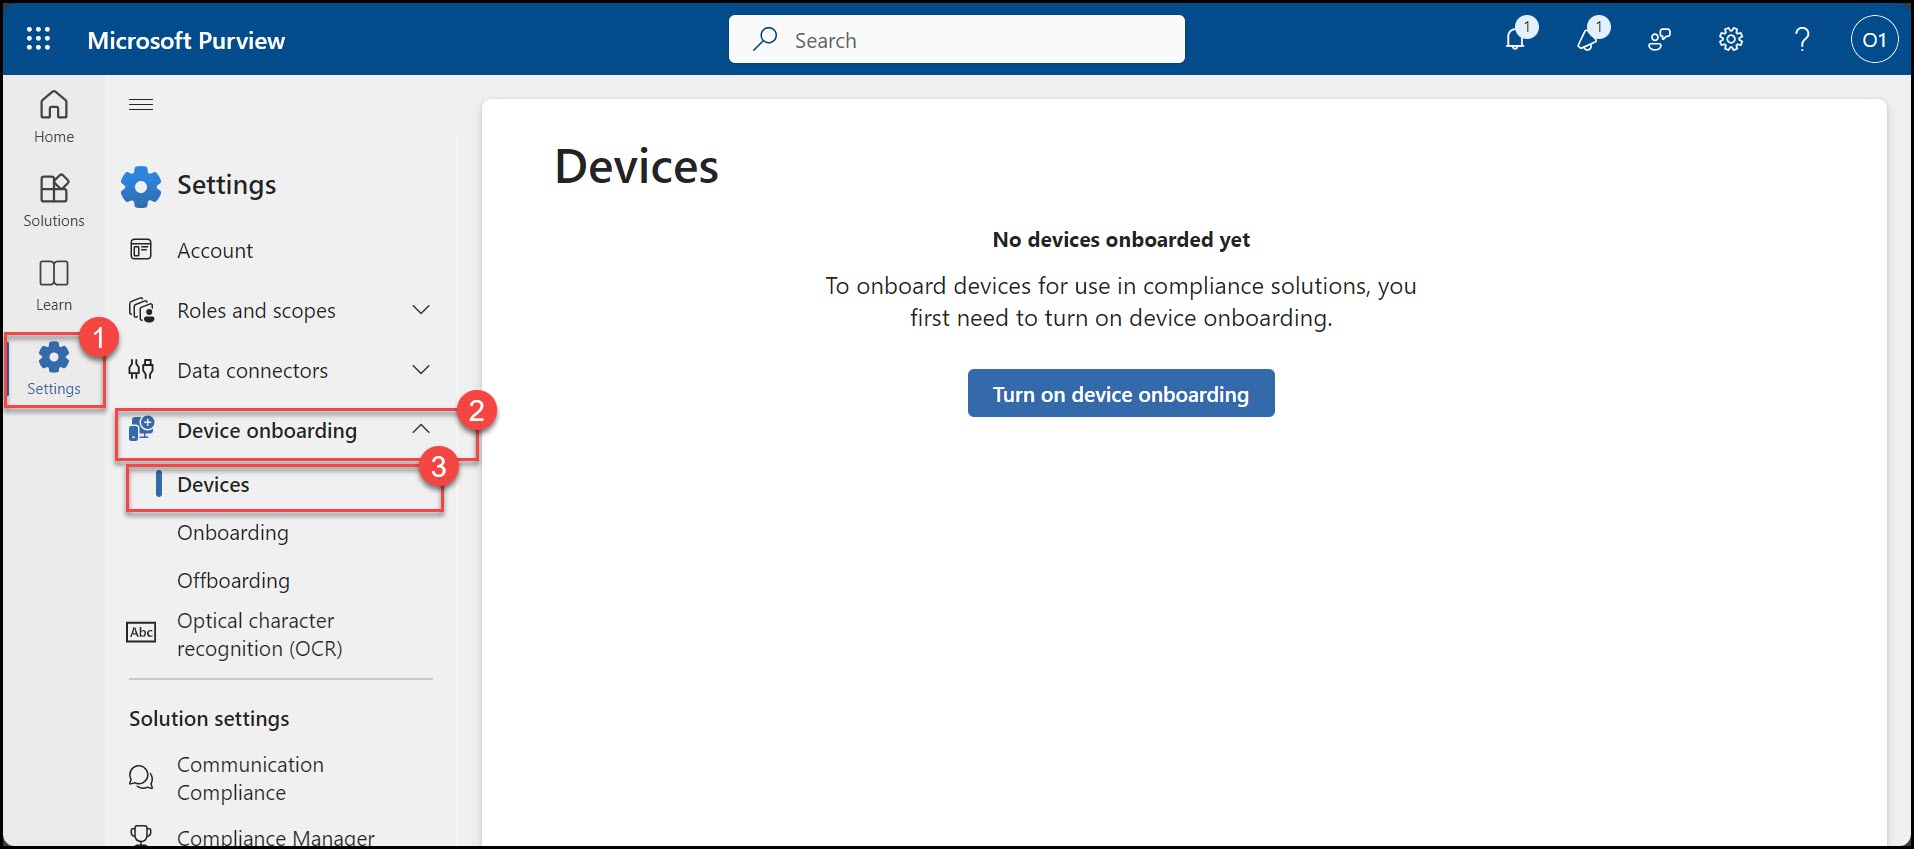 Microsoft Purview
Search
1
1
O1
Home
Solutions
Learn
1
Settings
Settings
Account
Roles and scopes
Data connectors
2
Device onboarding
3
Devices
Onboarding
Offboarding
Abc
Optical character
recognition (OCR)
Solution settings
Communication
Compliance
Compliance Manager
Devices
No devices onboarded yet
To onboard devices for use in compliance solutions, you
first need to turn on device onboarding.
Turn on device onboarding